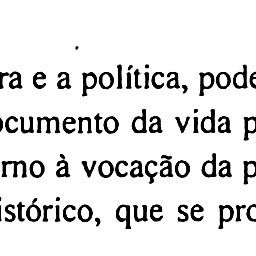 ra e a política, pode
ocumento da vida p
rno à vocação da p
istórico, que se pro